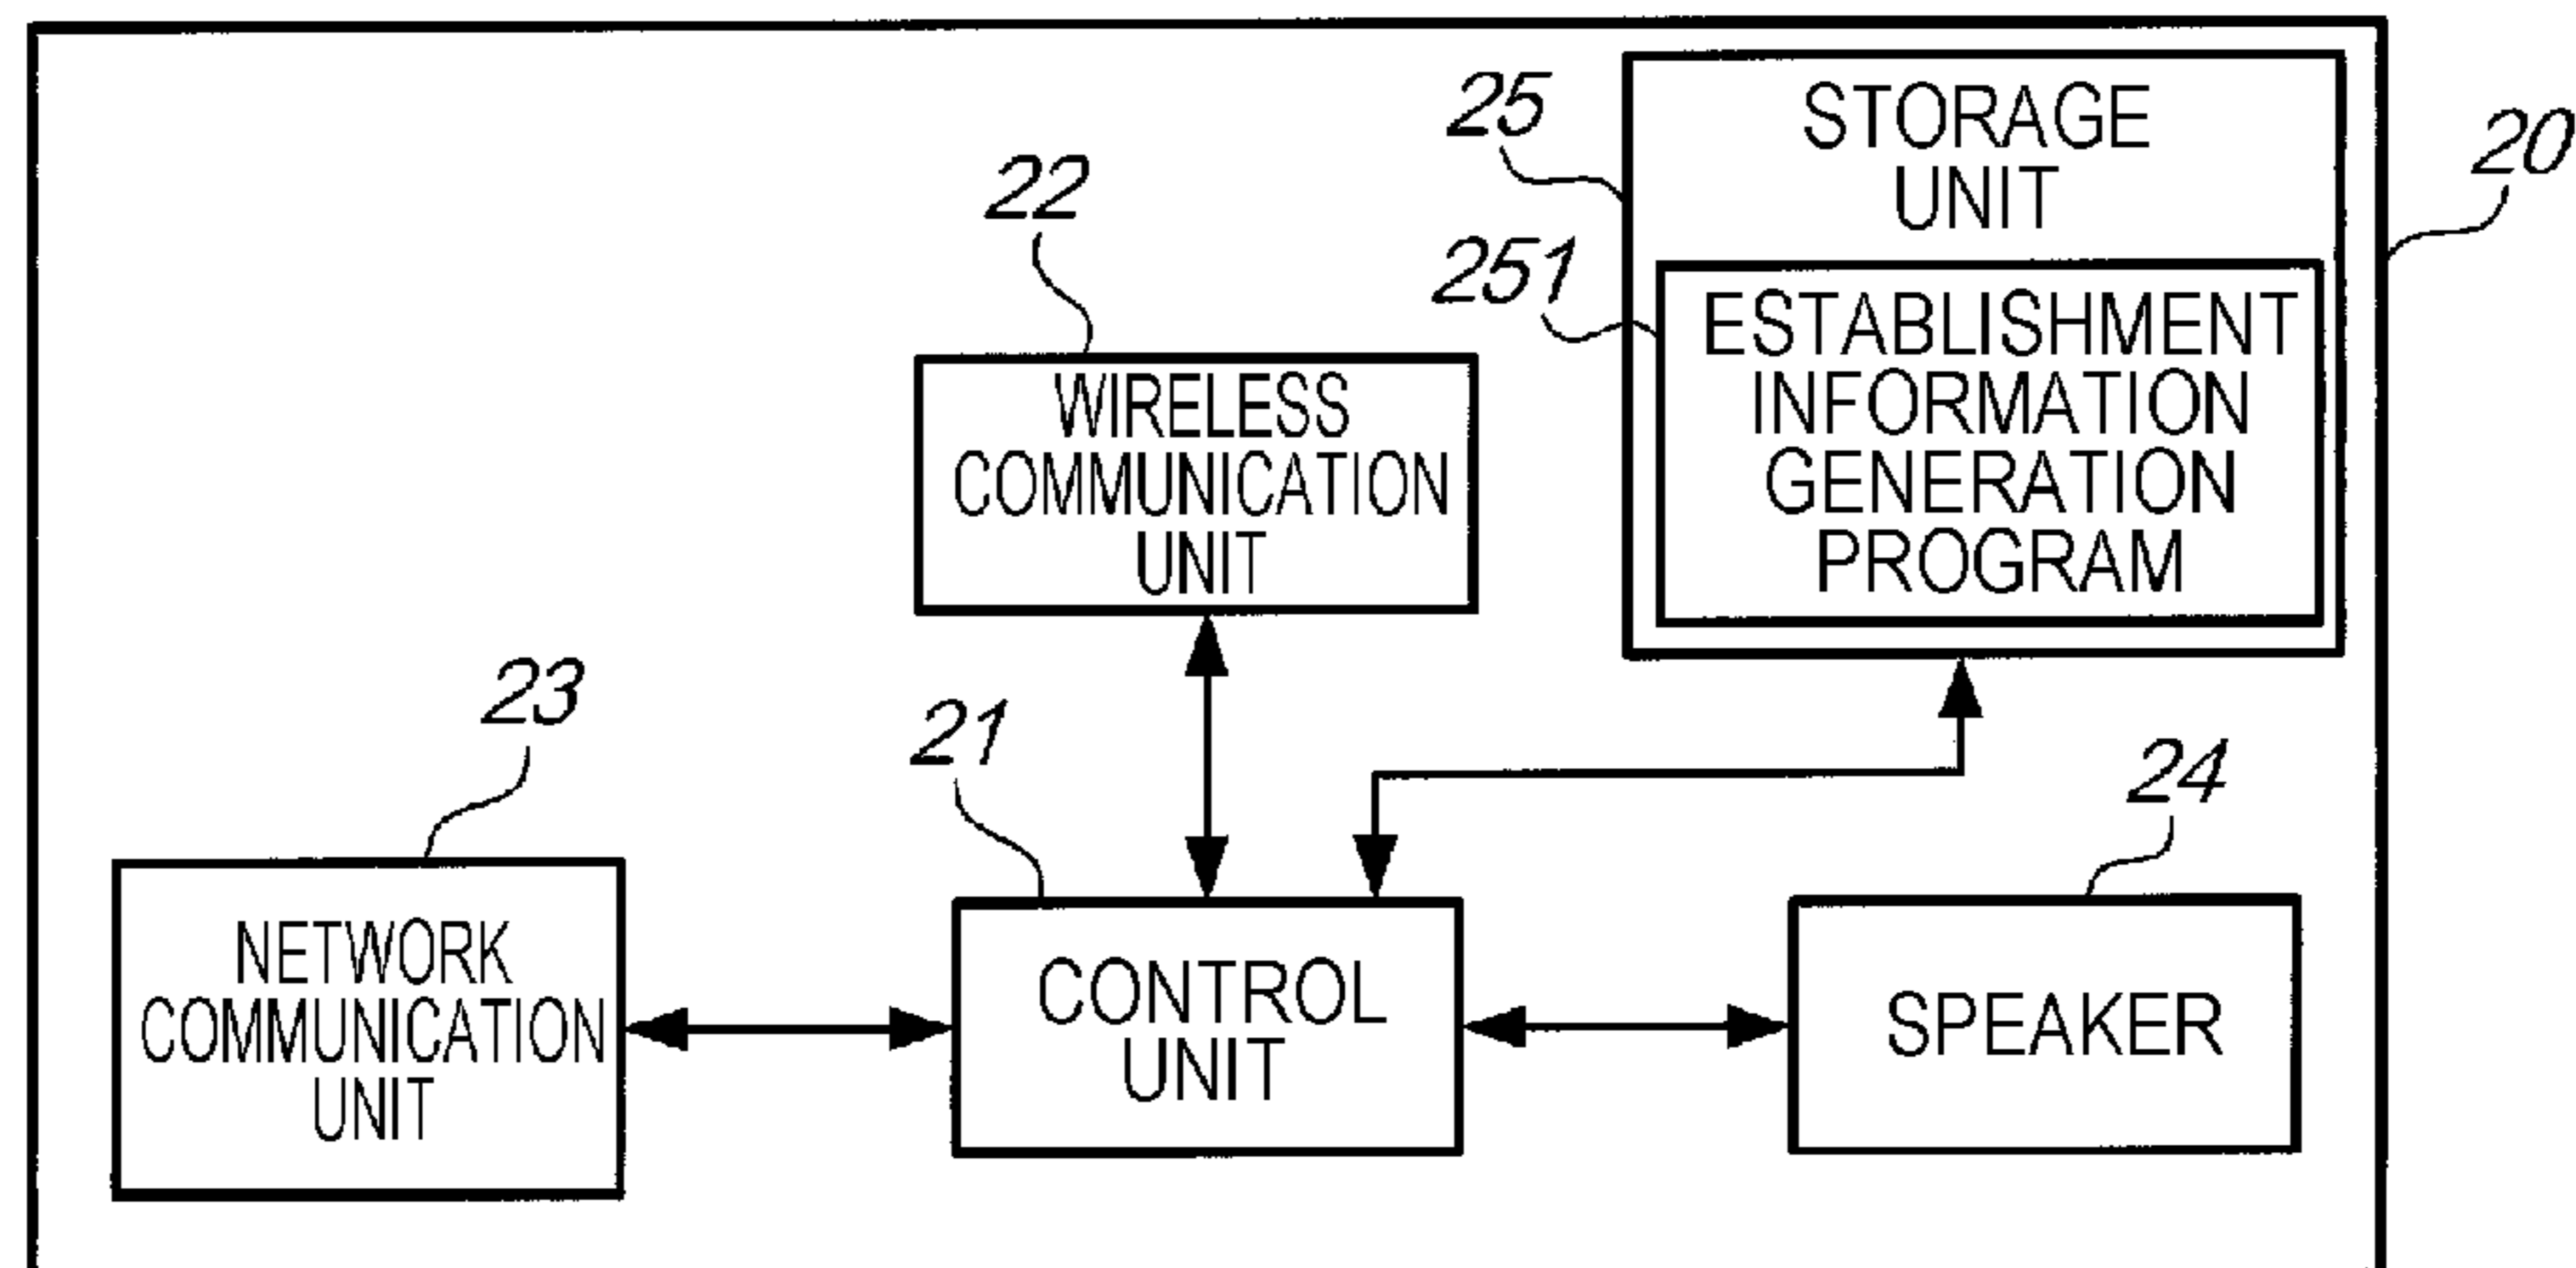 25
STORAGE
UNIT
20
22
251
ESTABLISHMENT
INFORMATION
GENERATION
PROGRAM
WIRELESS
COMMUNICATION
UNIT
23
21
24
NETWORK
COMMUNICATION
UNIT
CONTROL
UNIT
SPEAKER